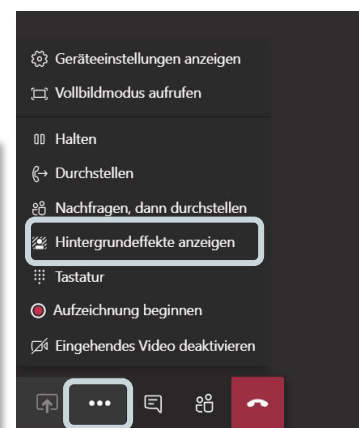 Geräteeinstellungen anzeigen
Vollbildmodus aufrufen
Halten
Durchstellen
Nachfragen, dann durchstellen
Hintergrundeffekte anzeigen
Tastatur
Aufzeichnung beginnen
Eingehendes Video deaktivieren